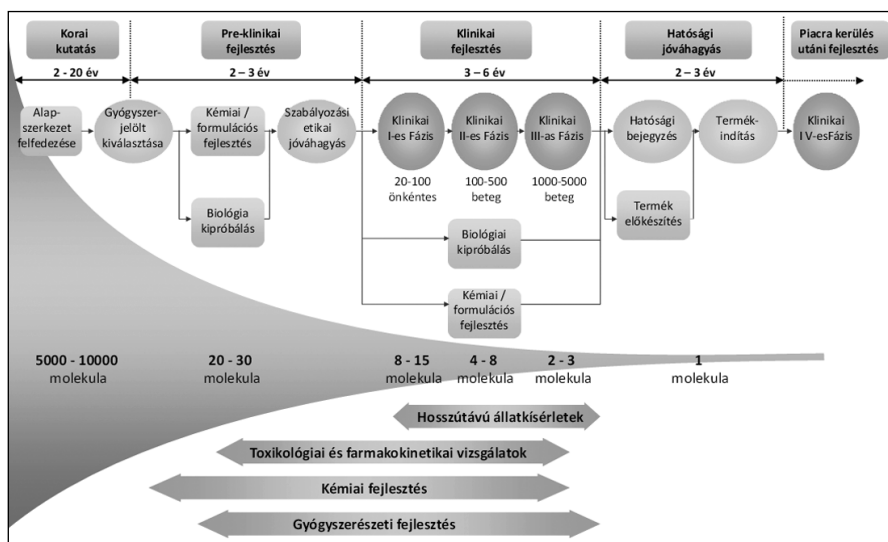 Korai
kutatás
Pre-klinikai
fejlesztés
Klinikai
fejlesztés
Hatósági
jóváhagyás
Piacra kerülés
utáni fejlesztés
2 - 20 év
2 – 3 év
3 – 6 év
2 – 3 év
Alap-
szerkezet
felfedezése
Gyógyszer-
jelölt
kiválasztása
Kémiai /
formulációs
fejlesztés
Szabályozási
etikai
jóváhagyás
Klinikai
I-es Fázis
Klinikai
II-es Fázis
Klinikai
III-as Fázis
Hatósági
bejegyzés
Termék-
indítás
Klinikai
I V-esFázis
20-100
önkéntes
100-500
beteg
1000-5000
beteg
Biológia
kipróbálás
Termék
előkészítés
Biológiai
kipróbálás
Kémiai /
formulációs
fejlesztés
5000 - 10000
molekula
20 - 30
molekula
8 - 15
molekula
4 - 8
molekula
2 - 3
molekula
1
molekula
Hosszútávú állatkísérletek
Toxikológiai és farmakokinetikai vizsgálatok
Kémiai fejlesztés
Gyógyszerészeti fejlesztés